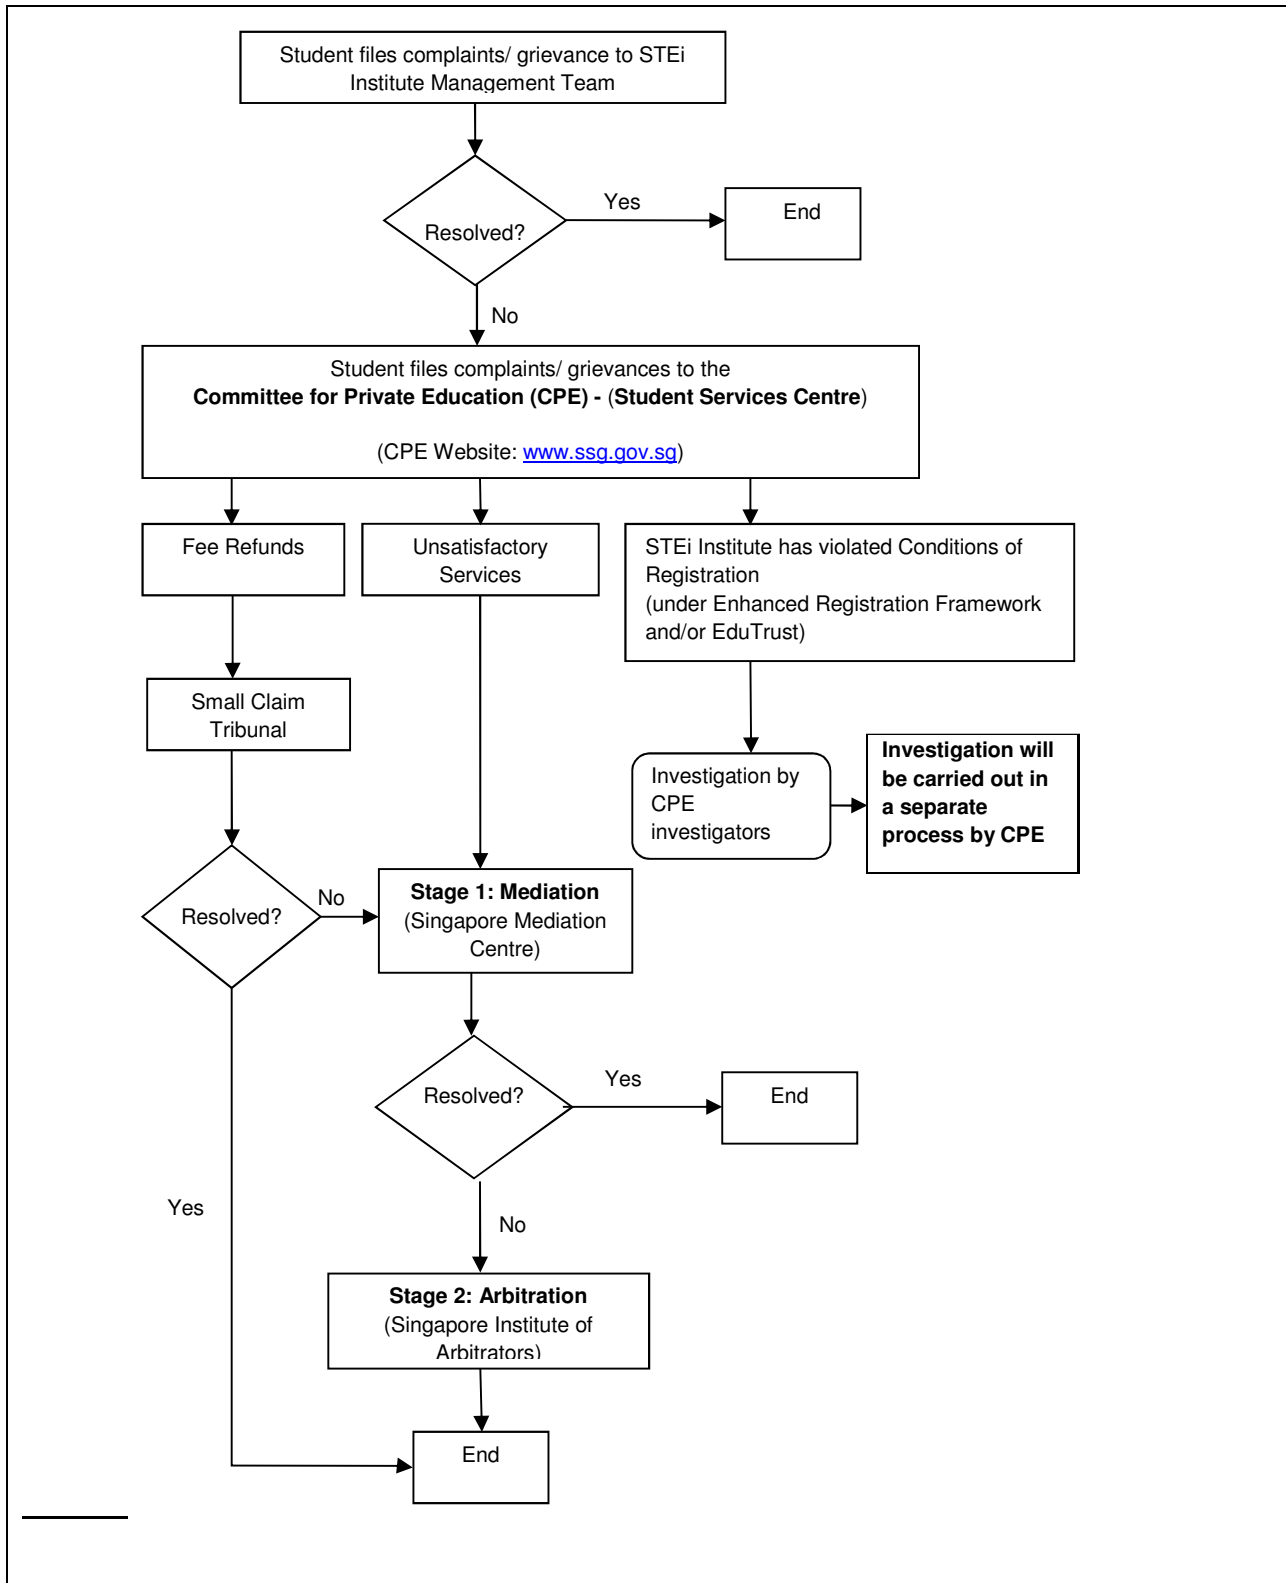 Student files complaints/ grievance to STEi
Institute Management Team
Resolved?
Yes
End
No
Student files complaints/ grievances to the
Committee for Private Education (CPE) - (Student Services Centre)
(CPE Website: www.ssg.gov.sg)
Fee Refunds
Unsatisfactory
Services
STEi Institute has violated Conditions of
Registration
(under Enhanced Registration Framework
and/or EduTrust)
Small Claim
Tribunal
Investigation by
CPE
investigators
Investigation will
be carried out in
a separate
process by CPE
Resolved?
No
Stage 1: Mediation
(Singapore Mediation
Centre)
Resolved?
Yes
End
Yes
No
Stage 2: Arbitration
(Singapore Institute of
Arbitrators)
End